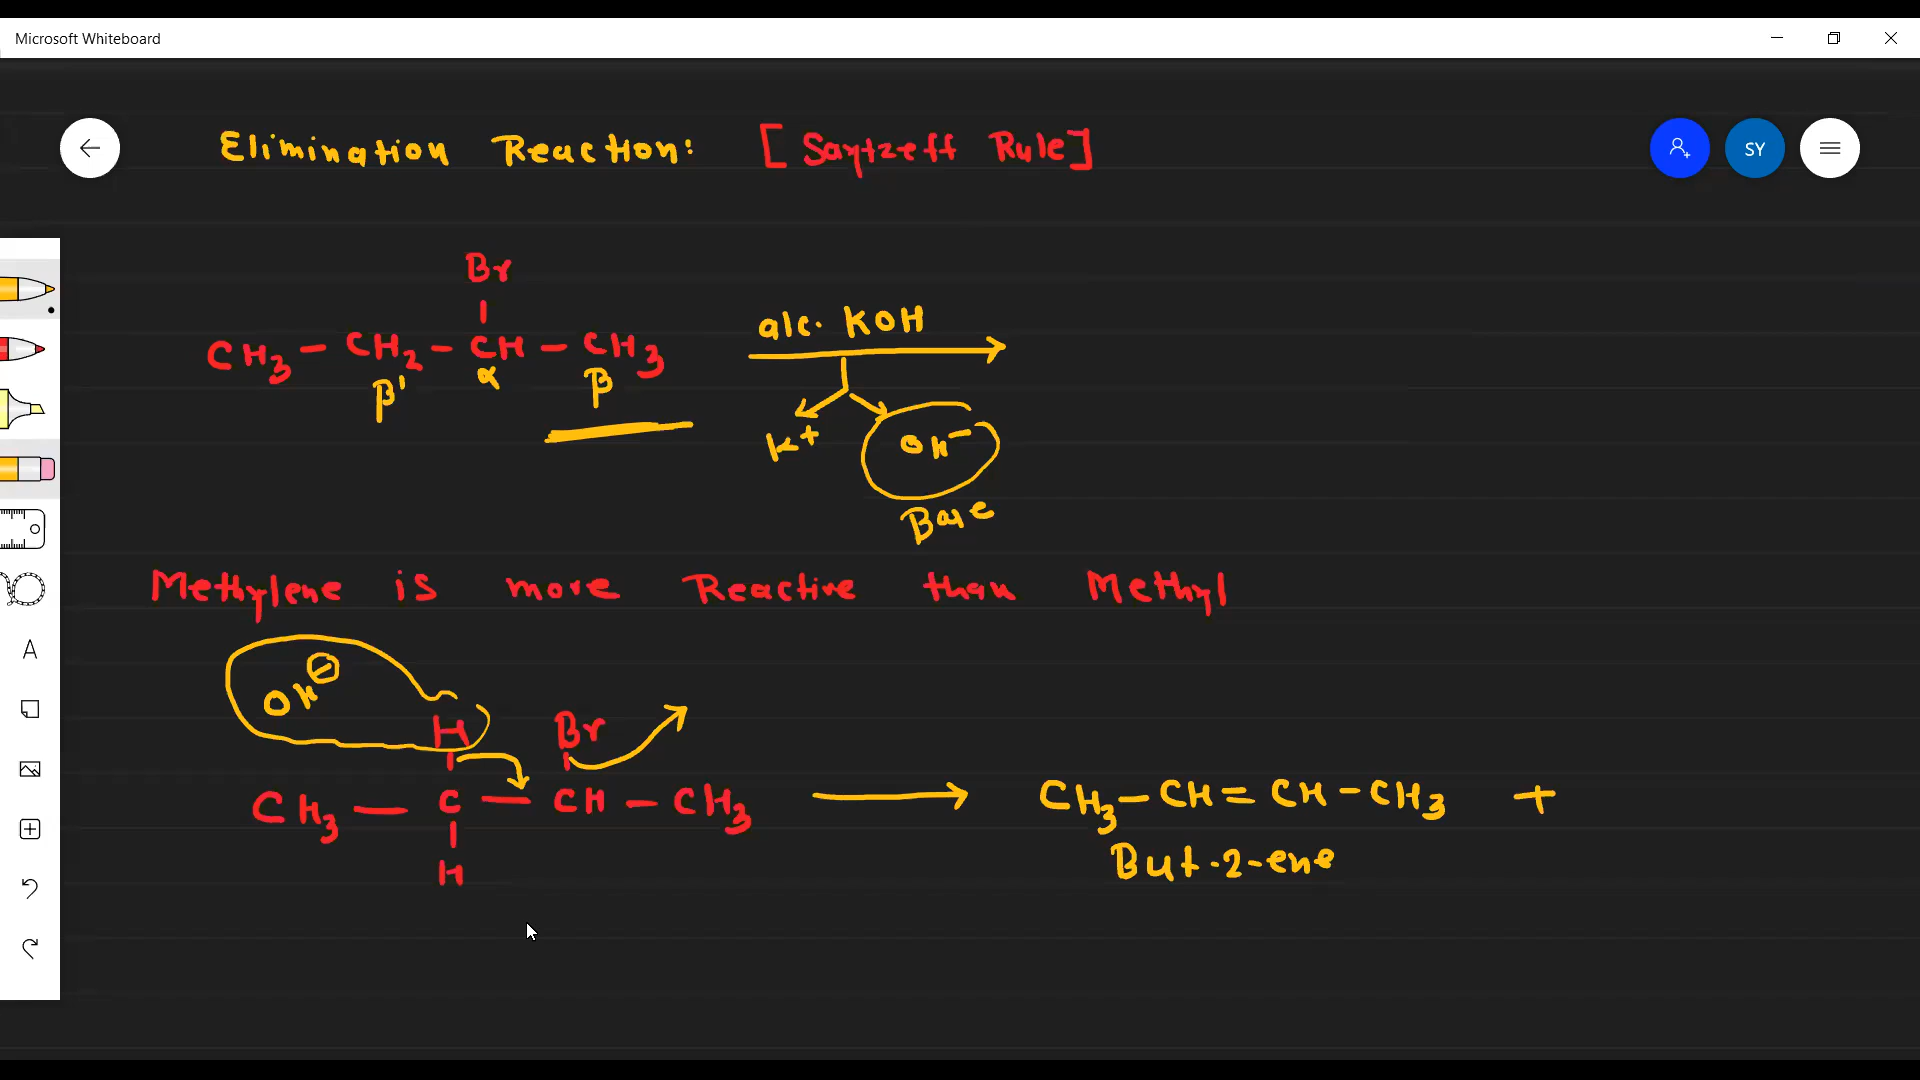 Microsoft Whiteboard
Elimination Reaction: [Saytzeff Rule]
SY
Br
CH3 - CH2 - CH - CH3
β' α β
alc. KOH
K+ OH-
Base
Methylene is more Reactive than Methyl
OH⊖
H Br
CH3 - C - CH - CH3 → CH3 - CH = CH - CH3 +
H
But-2-ene
A